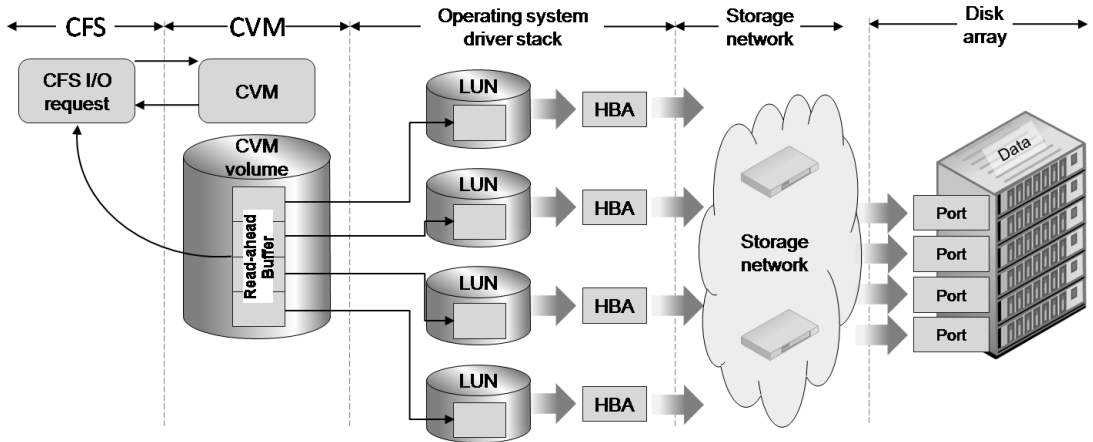 CFS
CVM
Operating system
driver stack
Storage
network
Disk
array
CFS I/O
request
CVM
CVM
volume
Read-ahead
Buffer
LUN
HBA
LUN
HBA
LUN
HBA
LUN
HBA
Storage
network
Data
Port
Port
Port
Port